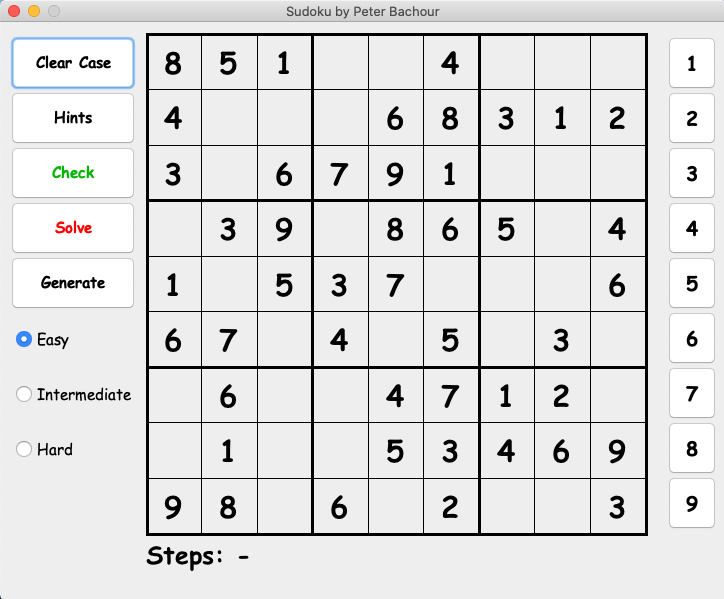 Sudoku by Peter Bachour
Clear Case
Hints
Check
Solve
Generate
Easy
Intermediate
Hard
8 5 1 4
4 6 8 3 1 2
3 6 7 9 1
3 9 8 6 5 4
1 5 3 7 6
6 7 4 5 3
6 4 7 1 2
1 5 3 4 6 9
9 8 6 2 3
Steps: -
1
2
3
4
5
6
7
8
9